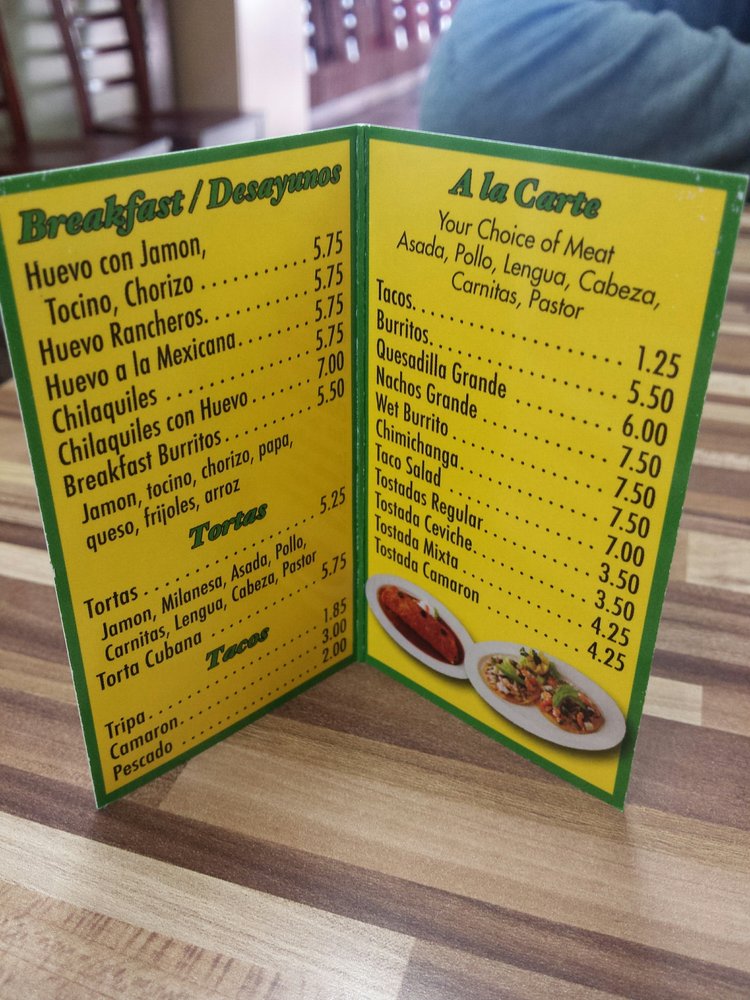 Breakfast / Desayunos
Huevo con Jamon,
Tocino, Chorizo . . . . . . . . . . 5.75
Huevo Rancheros. . . . . . . . . . 5.75
Huevo a la Mexicana. . . . . . . . 5.75
Chilaquiles . . . . . . . . . . . . . . . 5.75
Chilaquiles con Huevo . . . . . . 7.00
Breakfast Burritos . . . . . . . . . 5.50
Jamon, tocino, chorizo, papa,
queso, frijoles, arroz
Tortas
Tortas . . . . . . . . . . . . . . . . . . 5.25
Jamon, Milanesa, Asada, Pollo,
Carnitas, Lengua, Cabeza, Pastor
Torta Cubana . . . . . . . . . . . . 5.75
Tacos
Tripa. . . . . . . . . . . . . . . . . . . 1.85
Camaron. . . . . . . . . . . . . . . . 3.00
Pescado . . . . . . . . . . . . . . . . 2.00
A la Carte
Your Choice of Meat
Asada, Pollo, Lengua, Cabeza,
Carnitas, Pastor
Tacos. . . . . . . . . . . . . . . . . . . 1.25
Burritos. . . . . . . . . . . . . . . . . 5.50
Quesadilla Grande . . . . . . . . . 6.00
Nachos Grande . . . . . . . . . . . 7.50
Wet Burrito . . . . . . . . . . . . . . 7.50
Chimichanga. . . . . . . . . . . . . 7.50
Taco Salad . . . . . . . . . . . . . . 7.00
Tostadas Regular. . . . . . . . . . 3.50
Tostada Ceviche . . . . . . . . . . 3.50
Tostada Mixta . . . . . . . . . . . . 4.25
Tostada Camaron . . . . . . . . . 4.25